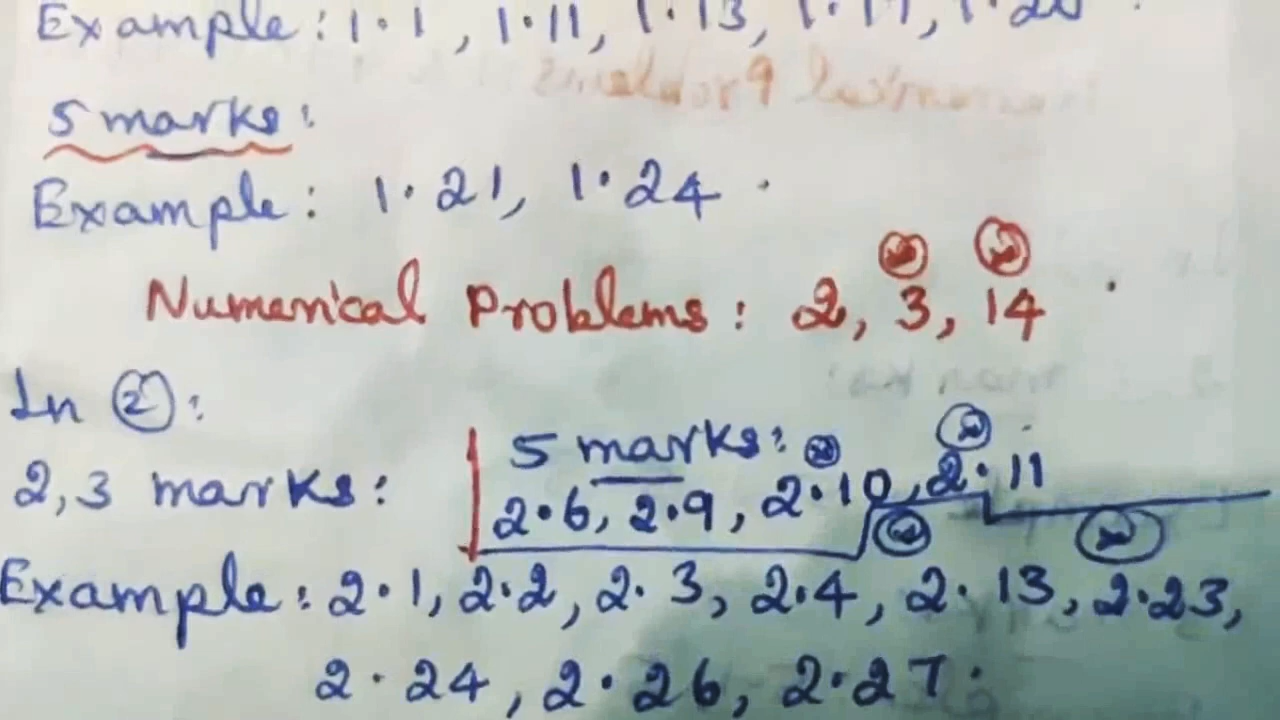 Example: 1.1, 1.11, 1.13, 1.17, 1.20.
5 marks:
Example: 1.21, 1.24.
Numerical Problems: 2, 3, 14.
In ②:
2,3 marks:
5 marks:
2.6, 2.9, 2.10, 2.11
Example: 2.1, 2.2, 2.3, 2.4, 2.13, 2.23,
2.24, 2.26, 2.27.